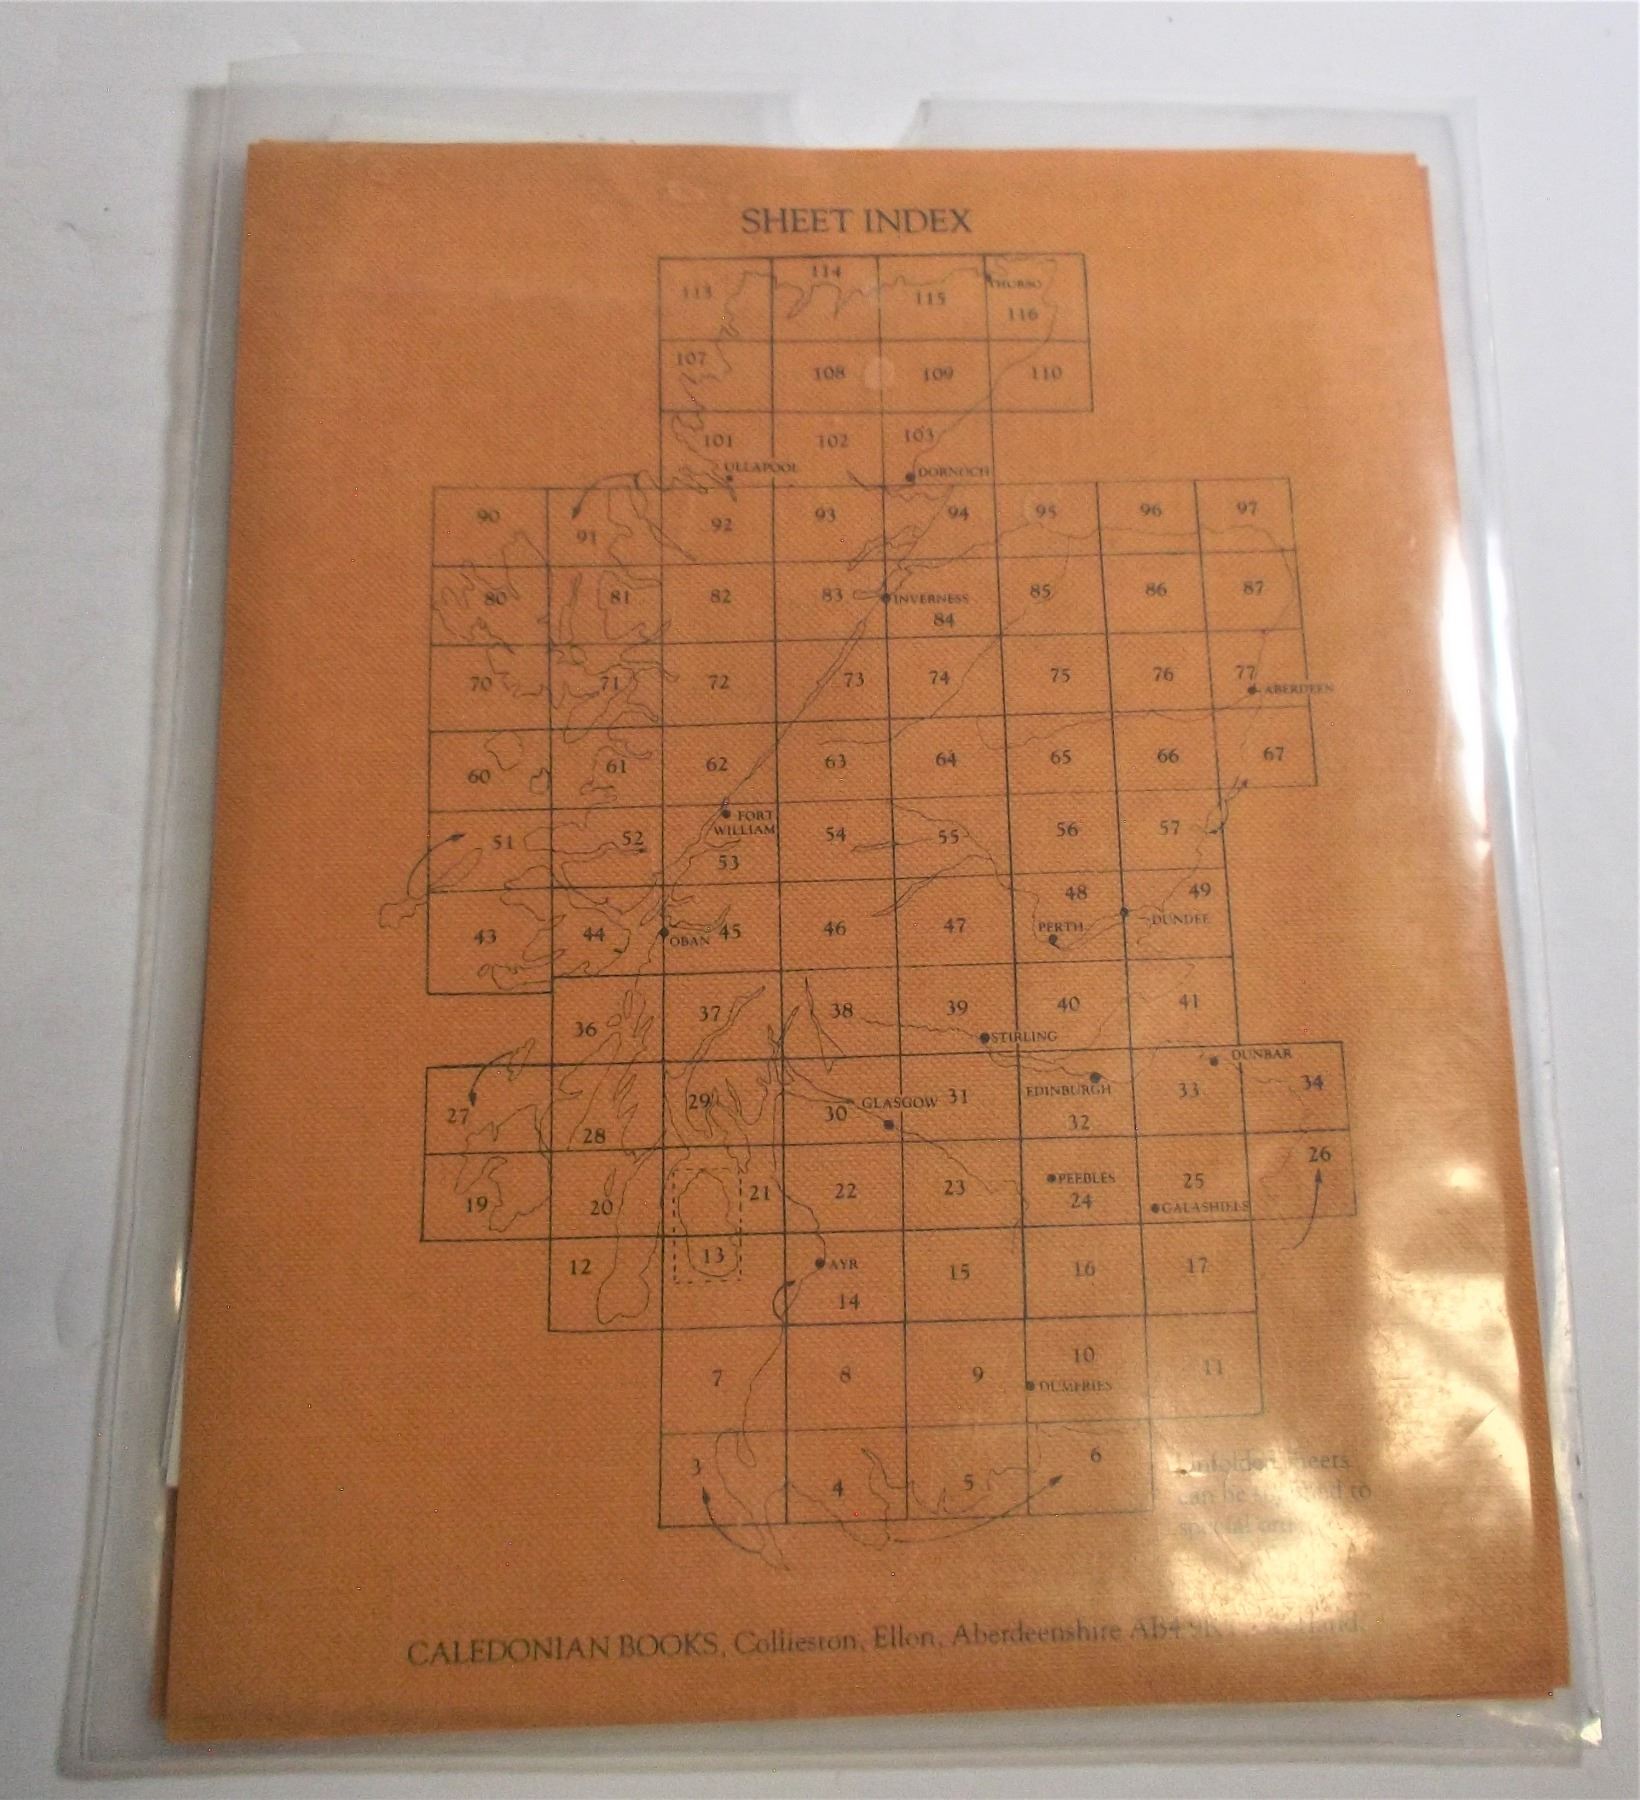 SHEET INDEX
113 114 115 THURSO 116
107 108 109 110
101 102 103
ULLAPOOL DORNOCH
90 91 92 93 94 95 96 97
80 81 82 83 INVERNESS 84 85 86 87
70 71 72 73 74 75 76 77 ABERDEEN
60 61 62 63 64 65 66 67
51 52 FORT WILLIAM 53 54 55 56 57
43 44 OBAN 45 46 47 48 PERTH 49 DUNDEE
36 37 38 39 STIRLING 40 41
27 28 29 30 GLASGOW 31 EDINBURGH 32 33 DUNBAR 34
19 20 21 22 23 PEEBLES 24 25 GALASHIELS 26
12 13 AYR 14 15 16 17
7 8 9 10 DUMFRIES 11
3 4 5 6
sheets
can be to
special
CALEDONIAN BOOKS, Collieston, Ellon, Aberdeenshire AB4